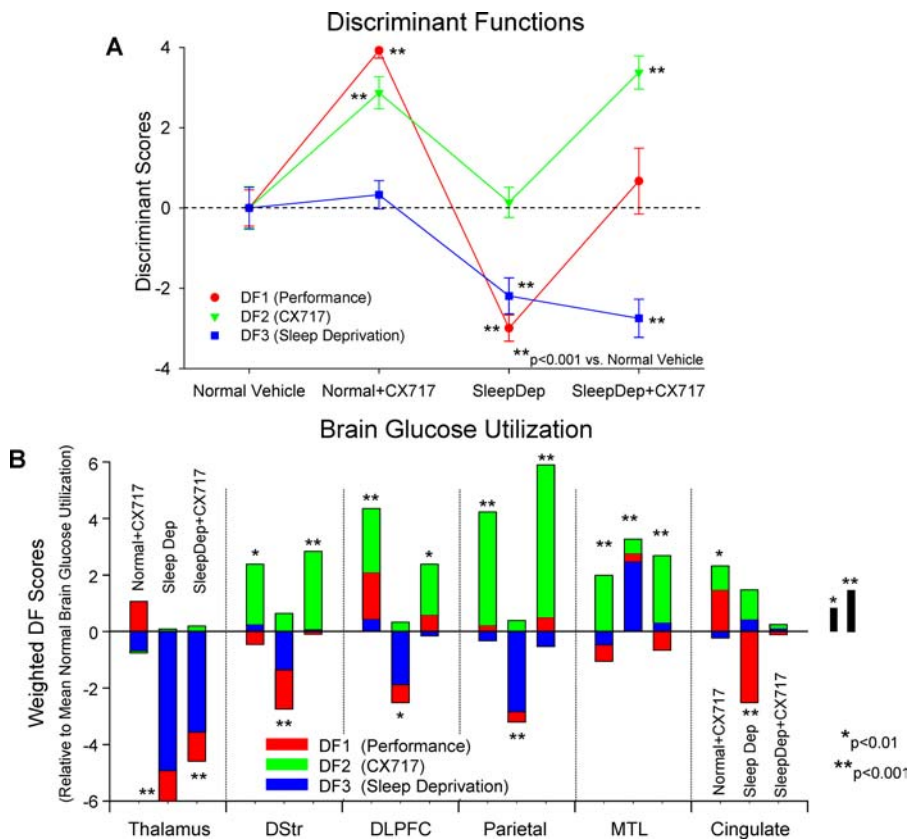 Discriminant Functions
A
4
2
0
-2
-4
Discriminant Scores
**
**
**
**
**
**
DF1 (Performance)
DF2 (CX717)
DF3 (Sleep Deprivation)
**p<0.001 vs. Normal Vehicle
Normal Vehicle
Normal+CX717
SleepDep
SleepDep+CX717
Brain Glucose Utilization
B
6
4
2
0
-2
-4
-6
Weighted DF Scores
(Relative to Mean Normal Brain Glucose Utilization)
Normal+CX717
Sleep Dep
SleepDep+CX717
**
**
*
**
**
**
*
*
**
**
**
**
**
**
*
**
*
**
Normal+CX717
Sleep Dep
SleepDep+CX717
DF1 (Performance)
DF2 (CX717)
DF3 (Sleep Deprivation)
*p<0.01
**p<0.001
Thalamus
DStr
DLPFC
Parietal
MTL
Cingulate